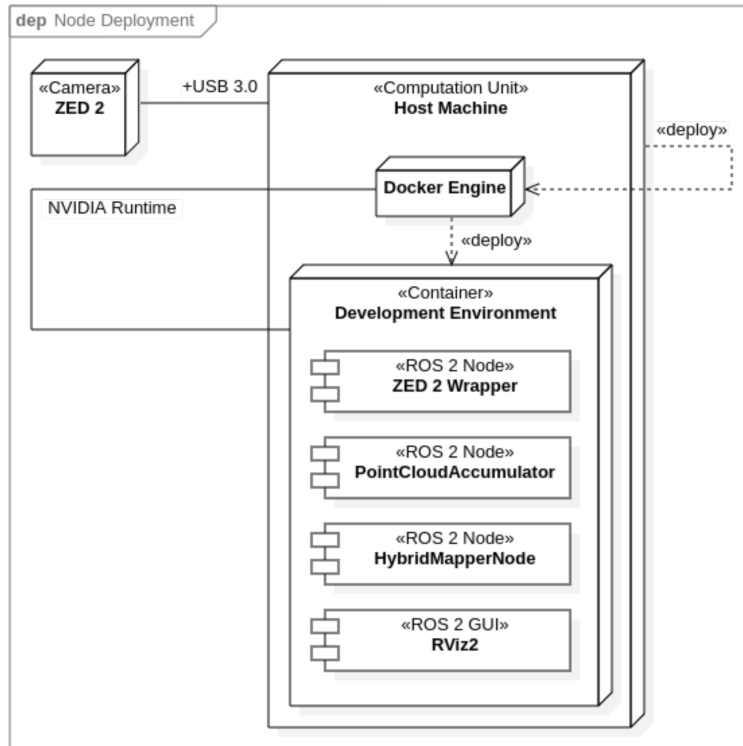 dep Node Deployment
«Camera»
ZED 2
+USB 3.0
«Computation Unit»
Host Machine
«deploy»
Docker Engine
NVIDIA Runtime
«deploy»
«Container»
Development Environment
«ROS 2 Node»
ZED 2 Wrapper
«ROS 2 Node»
PointCloudAccumulator
«ROS 2 Node»
HybridMapperNode
«ROS 2 GUI»
RViz2